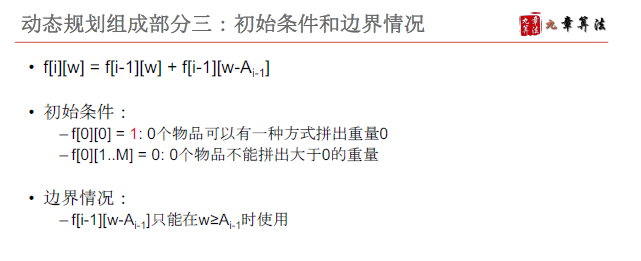 动态规划组成部分三：初始条件和边界情况
九章算法
• f[i][w] = f[i-1][w] + f[i-1][w-Ai-1]
• 初始条件：
– f[0][0] = 1: 0个物品可以有一种方式拼出重量0
– f[0][1..M] = 0: 0个物品不能拼出大于0的重量
• 边界情况：
– f[i-1][w-Ai-1]只能在w≥Ai-1时使用